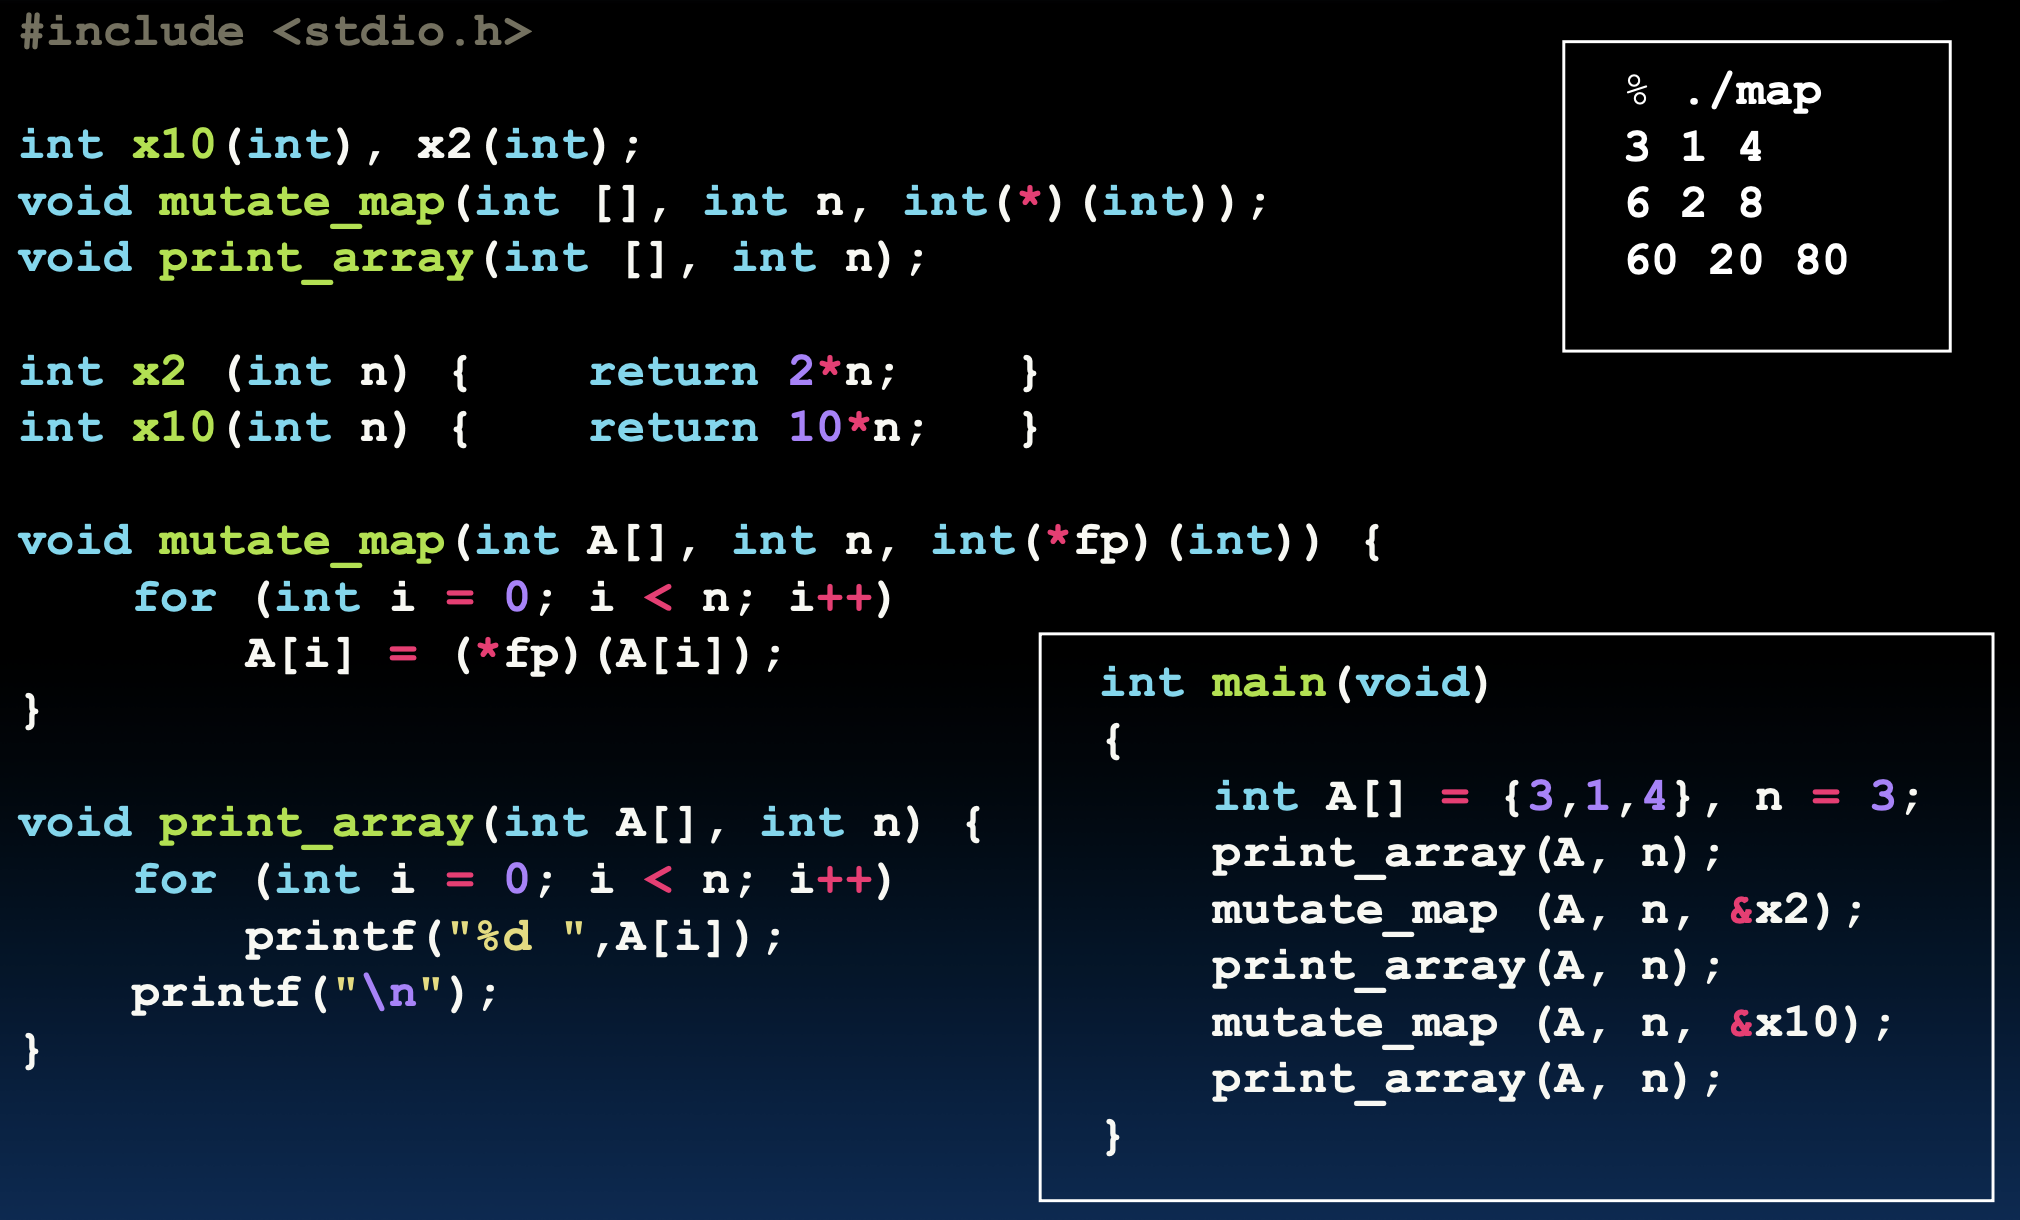 #include <stdio.h>
int x10(int), x2(int);
void mutate_map(int [], int n, int(*)(int));
void print_array(int [], int n);
int x2 (int n) {    return 2*n;    }
int x10(int n) {    return 10*n;   }
void mutate_map(int A[], int n, int(*fp)(int)) {
    for (int i = 0; i < n; i++)
        A[i] = (*fp)(A[i]);
}
void print_array(int A[], int n) {
    for (int i = 0; i < n; i++)
        printf("%d ",A[i]);
    printf("\n");
}
% ./map
3 1 4
6 2 8
60 20 80
int main(void)
{
    int A[] = {3,1,4}, n = 3;
    print_array(A, n);
    mutate_map (A, n, &x2);
    print_array(A, n);
    mutate_map (A, n, &x10);
    print_array(A, n);
}